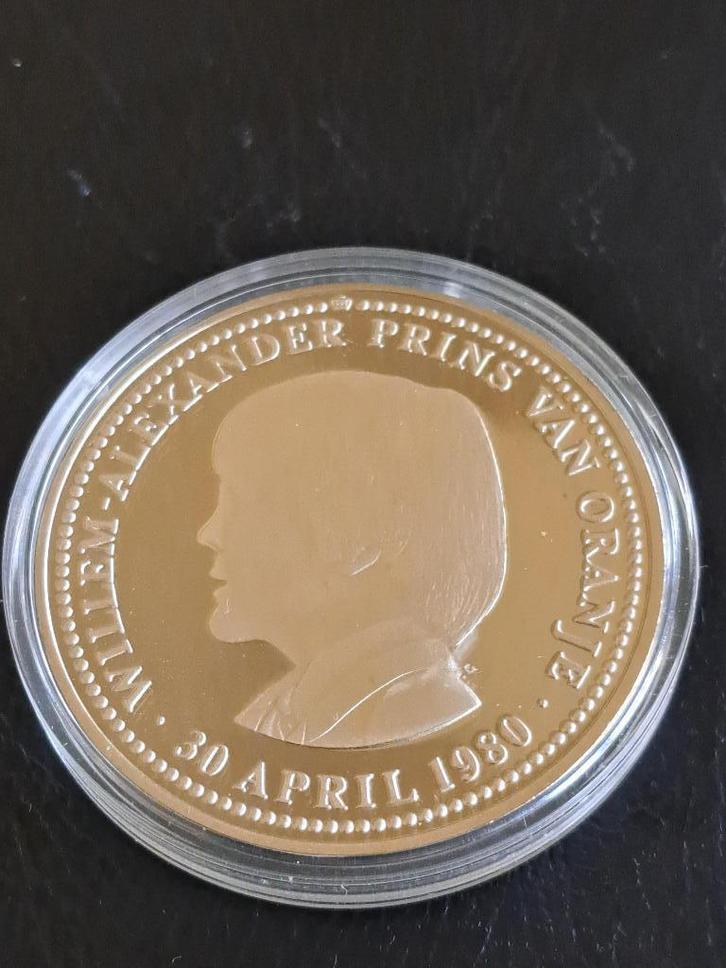 WILLEM-ALEXANDER PRINS VAN ORANJE
· 30 APRIL 1980 ·